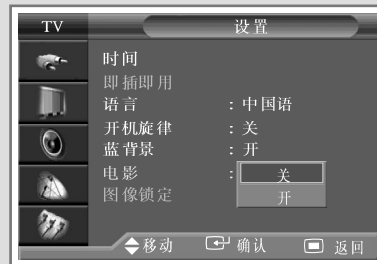 TV 设置
时间
即插即用
语言 : 中国语
开机旋律 : 关
蓝背景 : 开
电影 : 关
图像锁定 开
移动 确认 返回